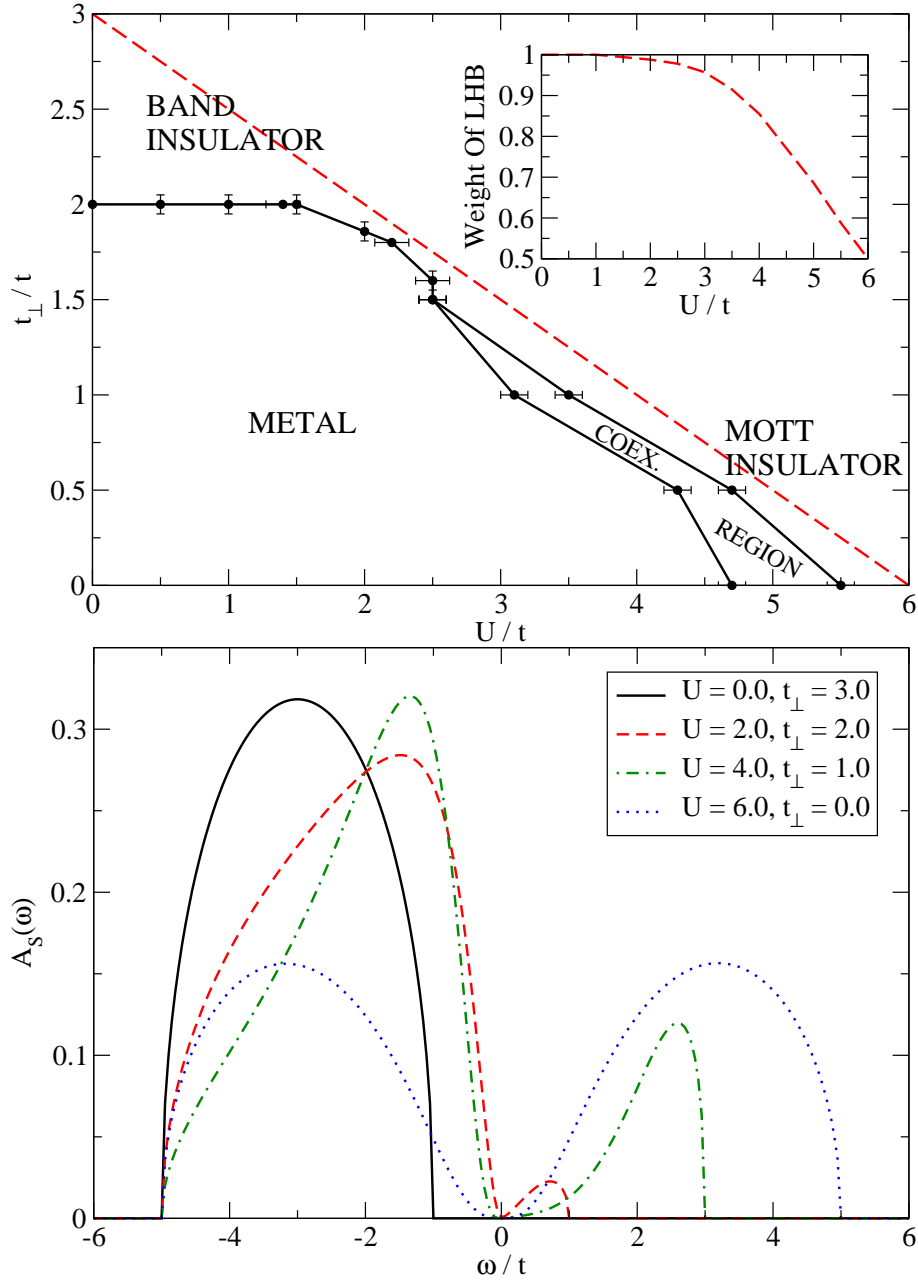 3
2.5
2
1.5
1
0.5
0
t⊥ / t
BAND
INSULATOR
METAL
COEX.
REGION
MOTT
INSULATOR
0 1 2 3 4 5 6
U / t
1
0.9
0.8
0.7
0.6
0.5
Weight Of LHB
0 1 2 3 4 5 6
U / t
0.3
0.2
0.1
0
A_S(ω)
U = 0.0, t⊥ = 3.0
U = 2.0, t⊥ = 2.0
U = 4.0, t⊥ = 1.0
U = 6.0, t⊥ = 0.0
-6 -4 -2 0 2 4 6
ω / t